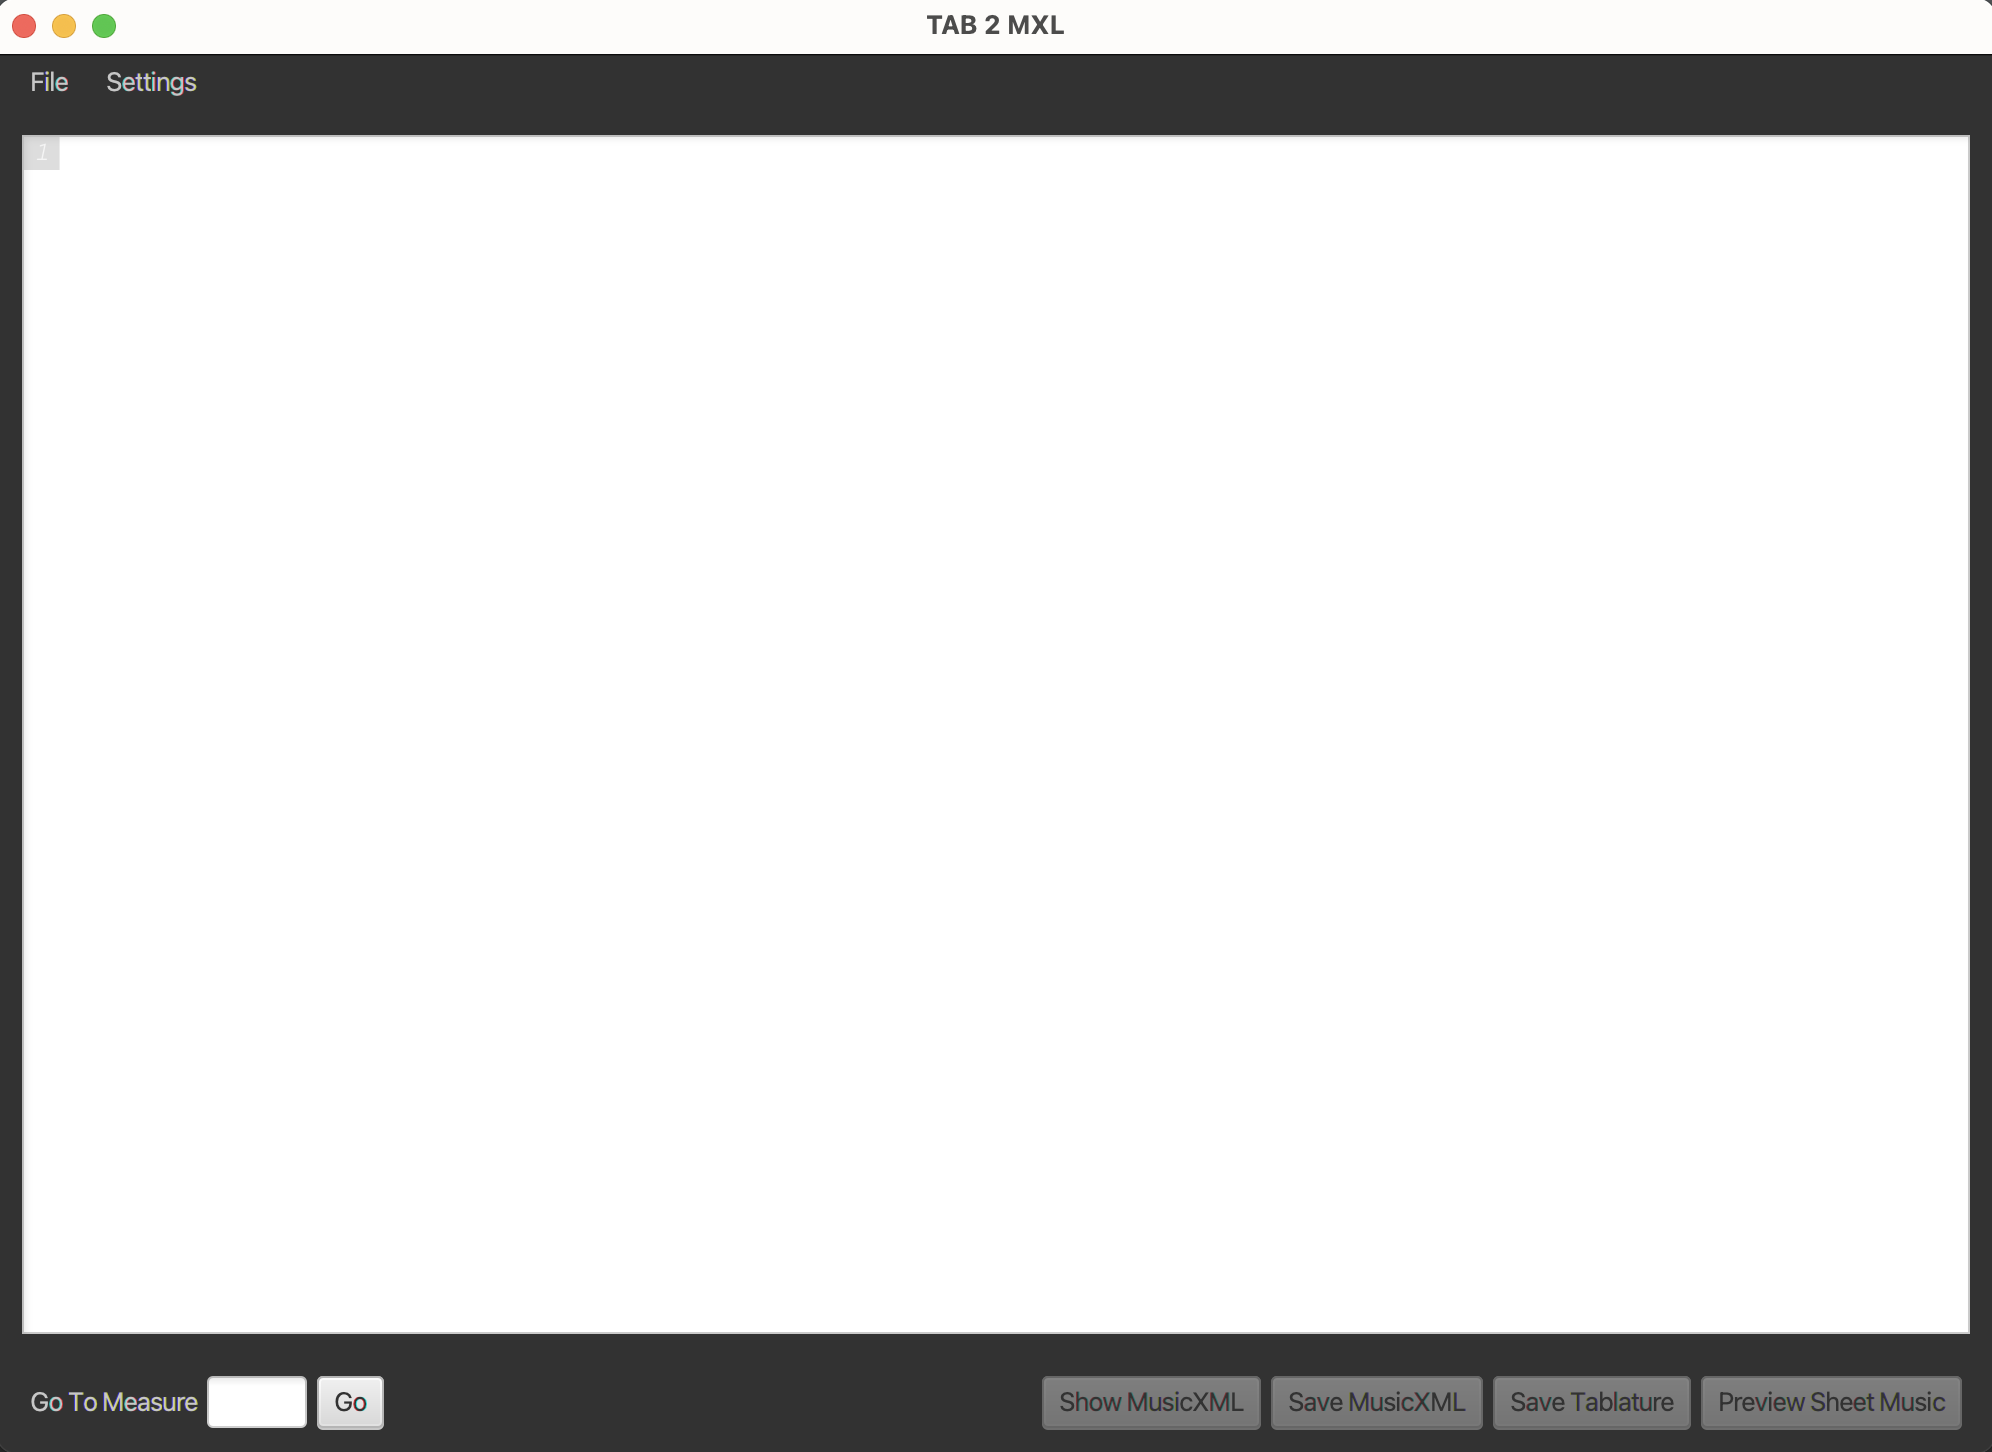 TAB 2 MXL
File Settings
1
Go To Measure Go Show MusicXML Save MusicXML Save Tablature Preview Sheet Music